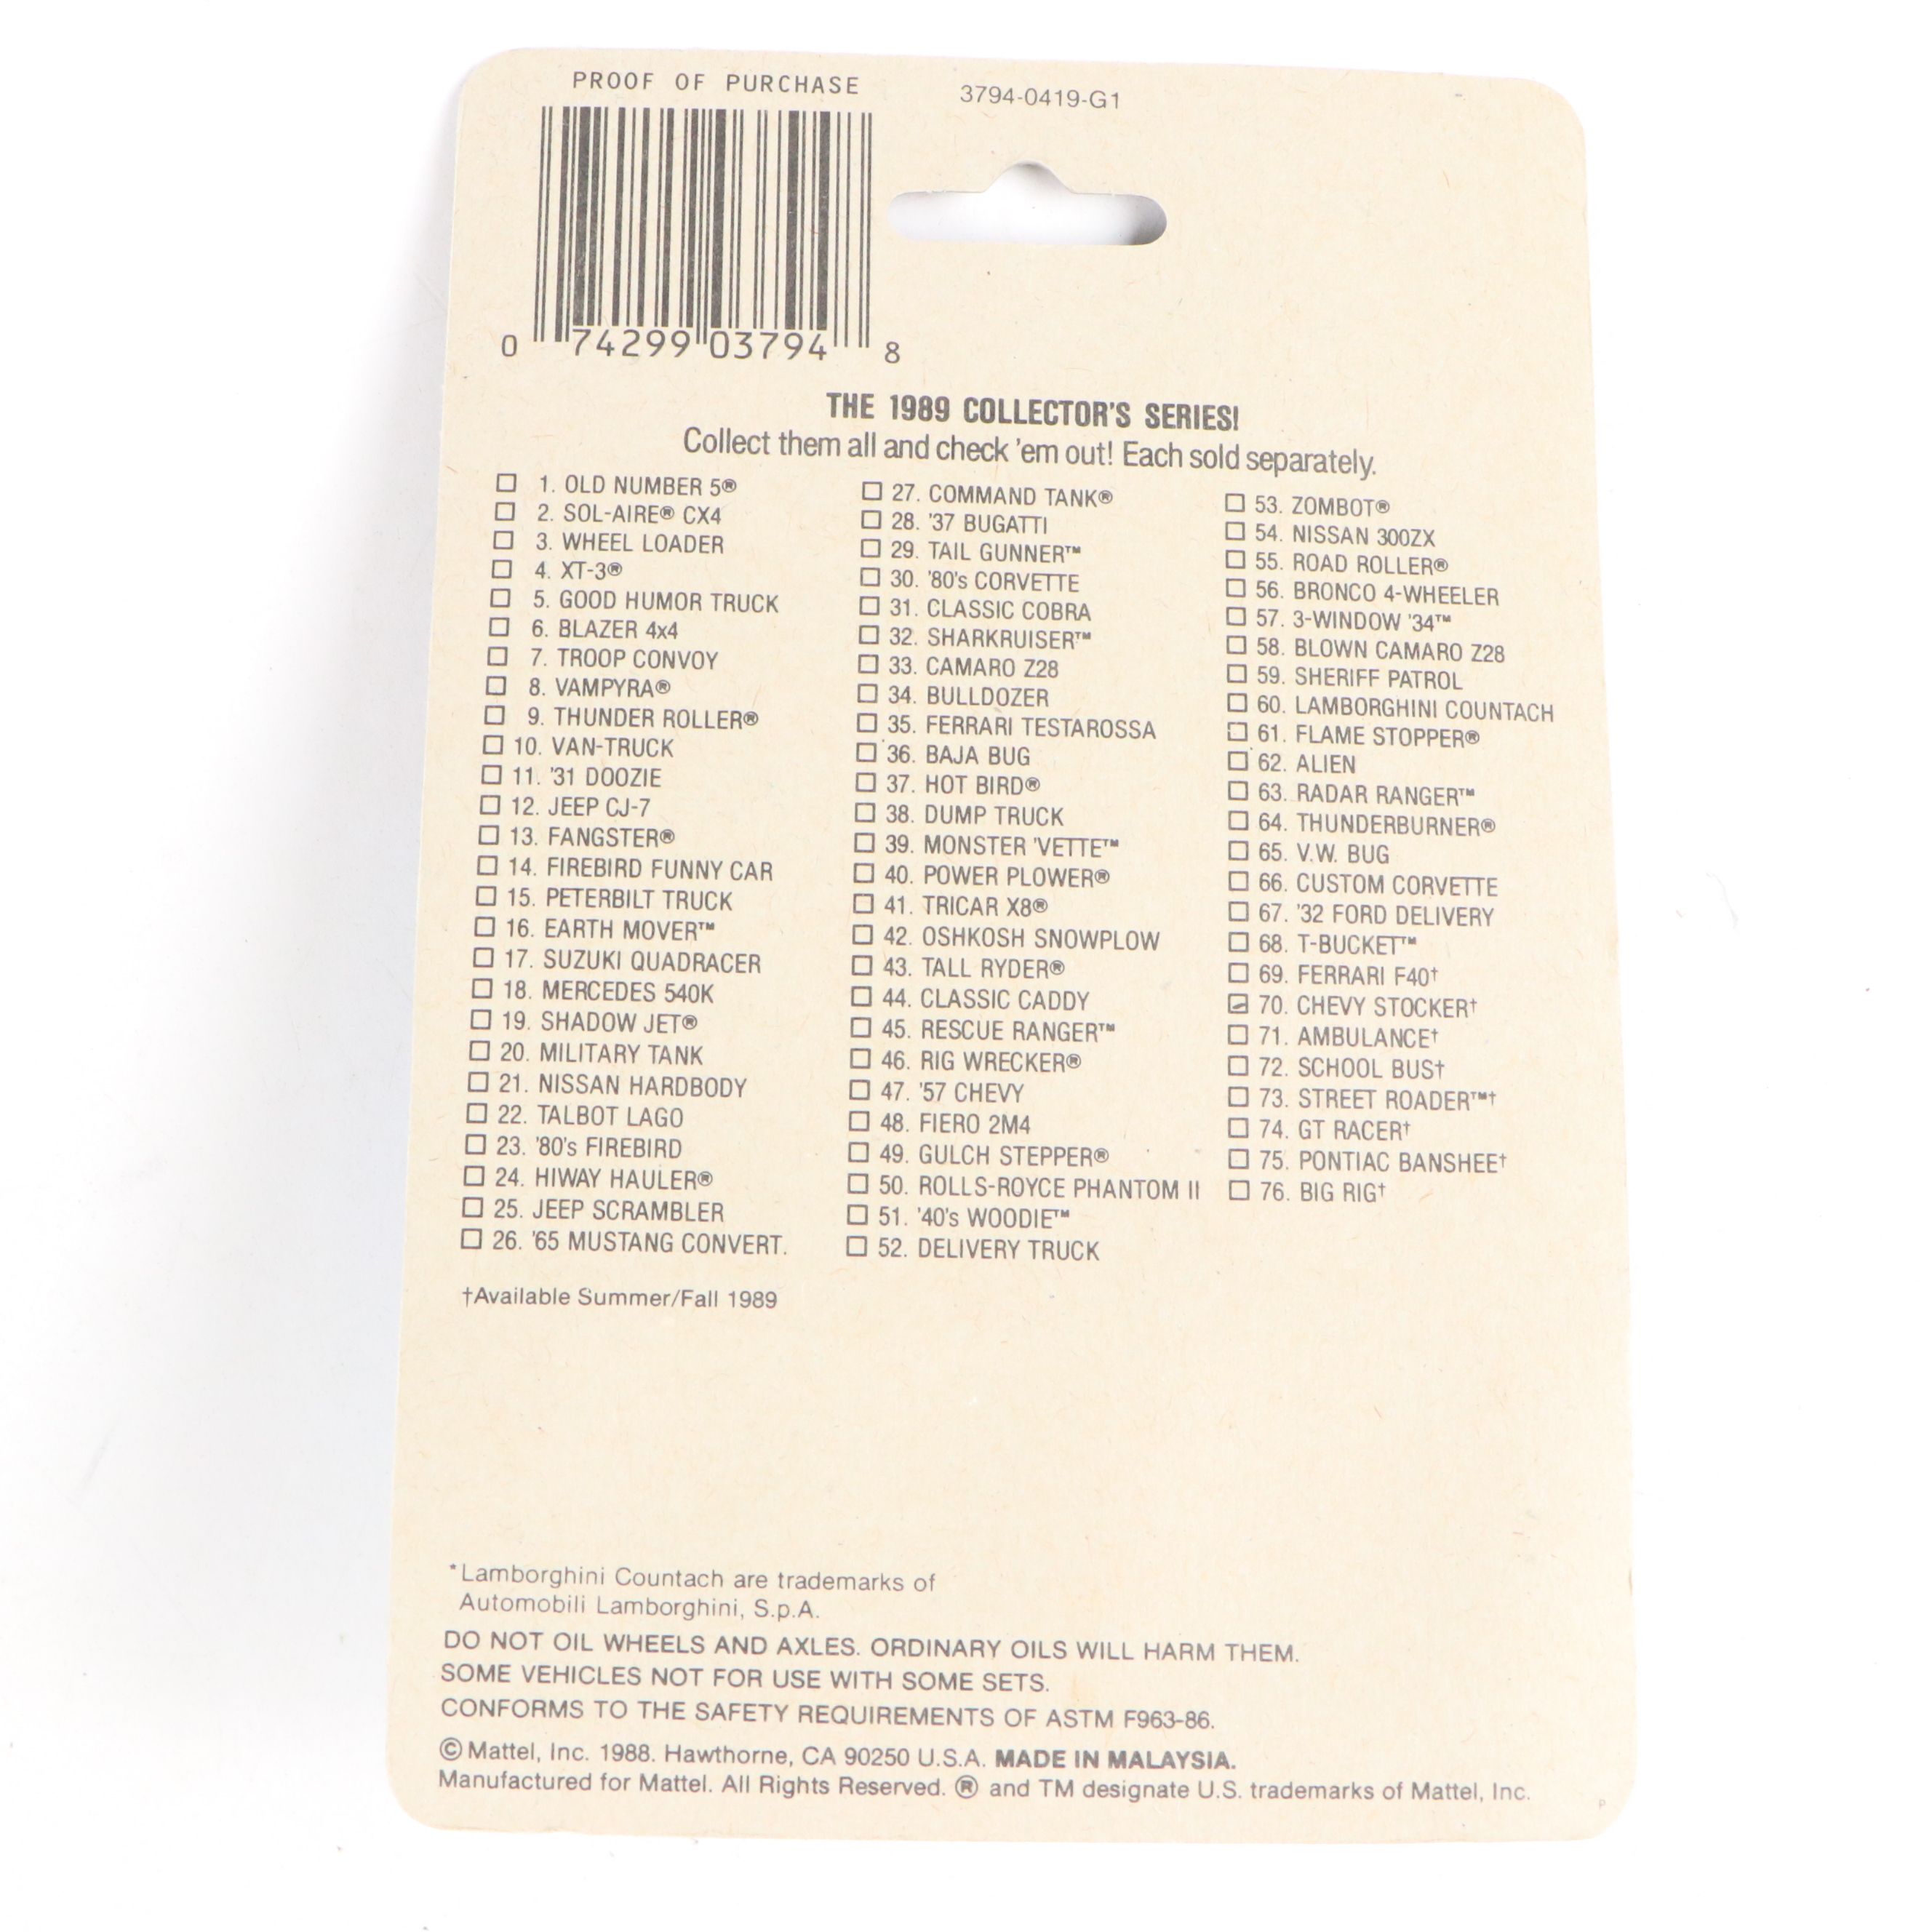 PROOF OF PURCHASE
3794-0419-G1
0 74299 03794 8
THE 1989 COLLECTOR'S SERIES!
Collect them all and check 'em out! Each sold separately.
1. OLD NUMBER 5®
2. SOL-AIRE® CX4
3. WHEEL LOADER
4. XT-3®
5. GOOD HUMOR TRUCK
6. BLAZER 4x4
7. TROOP CONVOY
8. VAMPYRA®
9. THUNDER ROLLER®
10. VAN-TRUCK
11. '31 DOOZIE
12. JEEP CJ-7
13. FANGSTER®
14. FIREBIRD FUNNY CAR
15. PETERBILT TRUCK
16. EARTH MOVER™
17. SUZUKI QUADRACER
18. MERCEDES 540K
19. SHADOW JET®
20. MILITARY TANK
21. NISSAN HARDBODY
22. TALBOT LAGO
23. '80's FIREBIRD
24. HIWAY HAULER®
25. JEEP SCRAMBLER
26. '65 MUSTANG CONVERT.
27. COMMAND TANK®
28. '37 BUGATTI
29. TAIL GUNNER™
30. '80's CORVETTE
31. CLASSIC COBRA
32. SHARKRUISER™
33. CAMARO Z28
34. BULLDOZER
35. FERRARI TESTAROSSA
36. BAJA BUG
37. HOT BIRD®
38. DUMP TRUCK
39. MONSTER 'VETTE™
40. POWER PLOWER®
41. TRICAR X8®
42. OSHKOSH SNOWPLOW
43. TALL RYDER®
44. CLASSIC CADDY
45. RESCUE RANGER™
46. RIG WRECKER®
47. '57 CHEVY
48. FIERO 2M4
49. GULCH STEPPER®
50. ROLLS-ROYCE PHANTOM II
51. '40's WOODIE™
52. DELIVERY TRUCK
53. ZOMBOT®
54. NISSAN 300ZX
55. ROAD ROLLER®
56. BRONCO 4-WHEELER
57. 3-WINDOW '34™
58. BLOWN CAMARO Z28
59. SHERIFF PATROL
60. LAMBORGHINI COUNTACH
61. FLAME STOPPER®
62. ALIEN
63. RADAR RANGER™
64. THUNDERBURNER®
65. V.W. BUG
66. CUSTOM CORVETTE
67. '32 FORD DELIVERY
68. T-BUCKET™
69. FERRARI F40†
70. CHEVY STOCKER†
71. AMBULANCE†
72. SCHOOL BUS†
73. STREET ROADER™†
74. GT RACER†
75. PONTIAC BANSHEE†
76. BIG RIG†
†Available Summer/Fall 1989
*Lamborghini Countach are trademarks of
Automobili Lamborghini, S.p.A.
DO NOT OIL WHEELS AND AXLES. ORDINARY OILS WILL HARM THEM.
SOME VEHICLES NOT FOR USE WITH SOME SETS.
CONFORMS TO THE SAFETY REQUIREMENTS OF ASTM F963-86.
© Mattel, Inc. 1988. Hawthorne, CA 90250 U.S.A. MADE IN MALAYSIA.
Manufactured for Mattel. All Rights Reserved. ® and TM designate U.S. trademarks of Mattel, Inc.
P